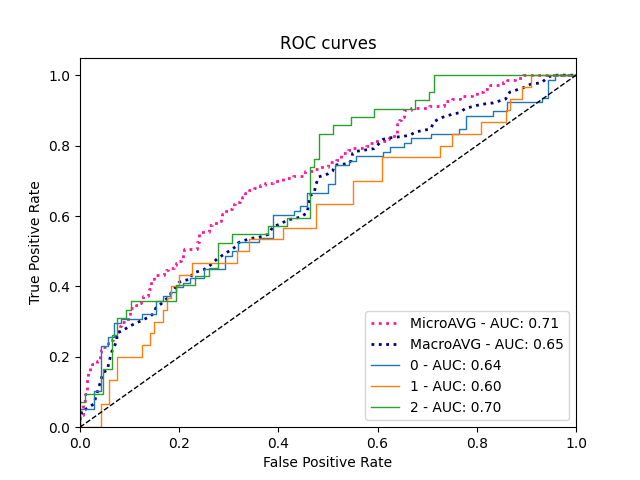 ROC curves
True Positive Rate
1.0
0.8
0.6
0.4
0.2
0.0
MicroAVG - AUC: 0.71
MacroAVG - AUC: 0.65
0 - AUC: 0.64
1 - AUC: 0.60
2 - AUC: 0.70
0.0 0.2 0.4 0.6 0.8 1.0
False Positive Rate